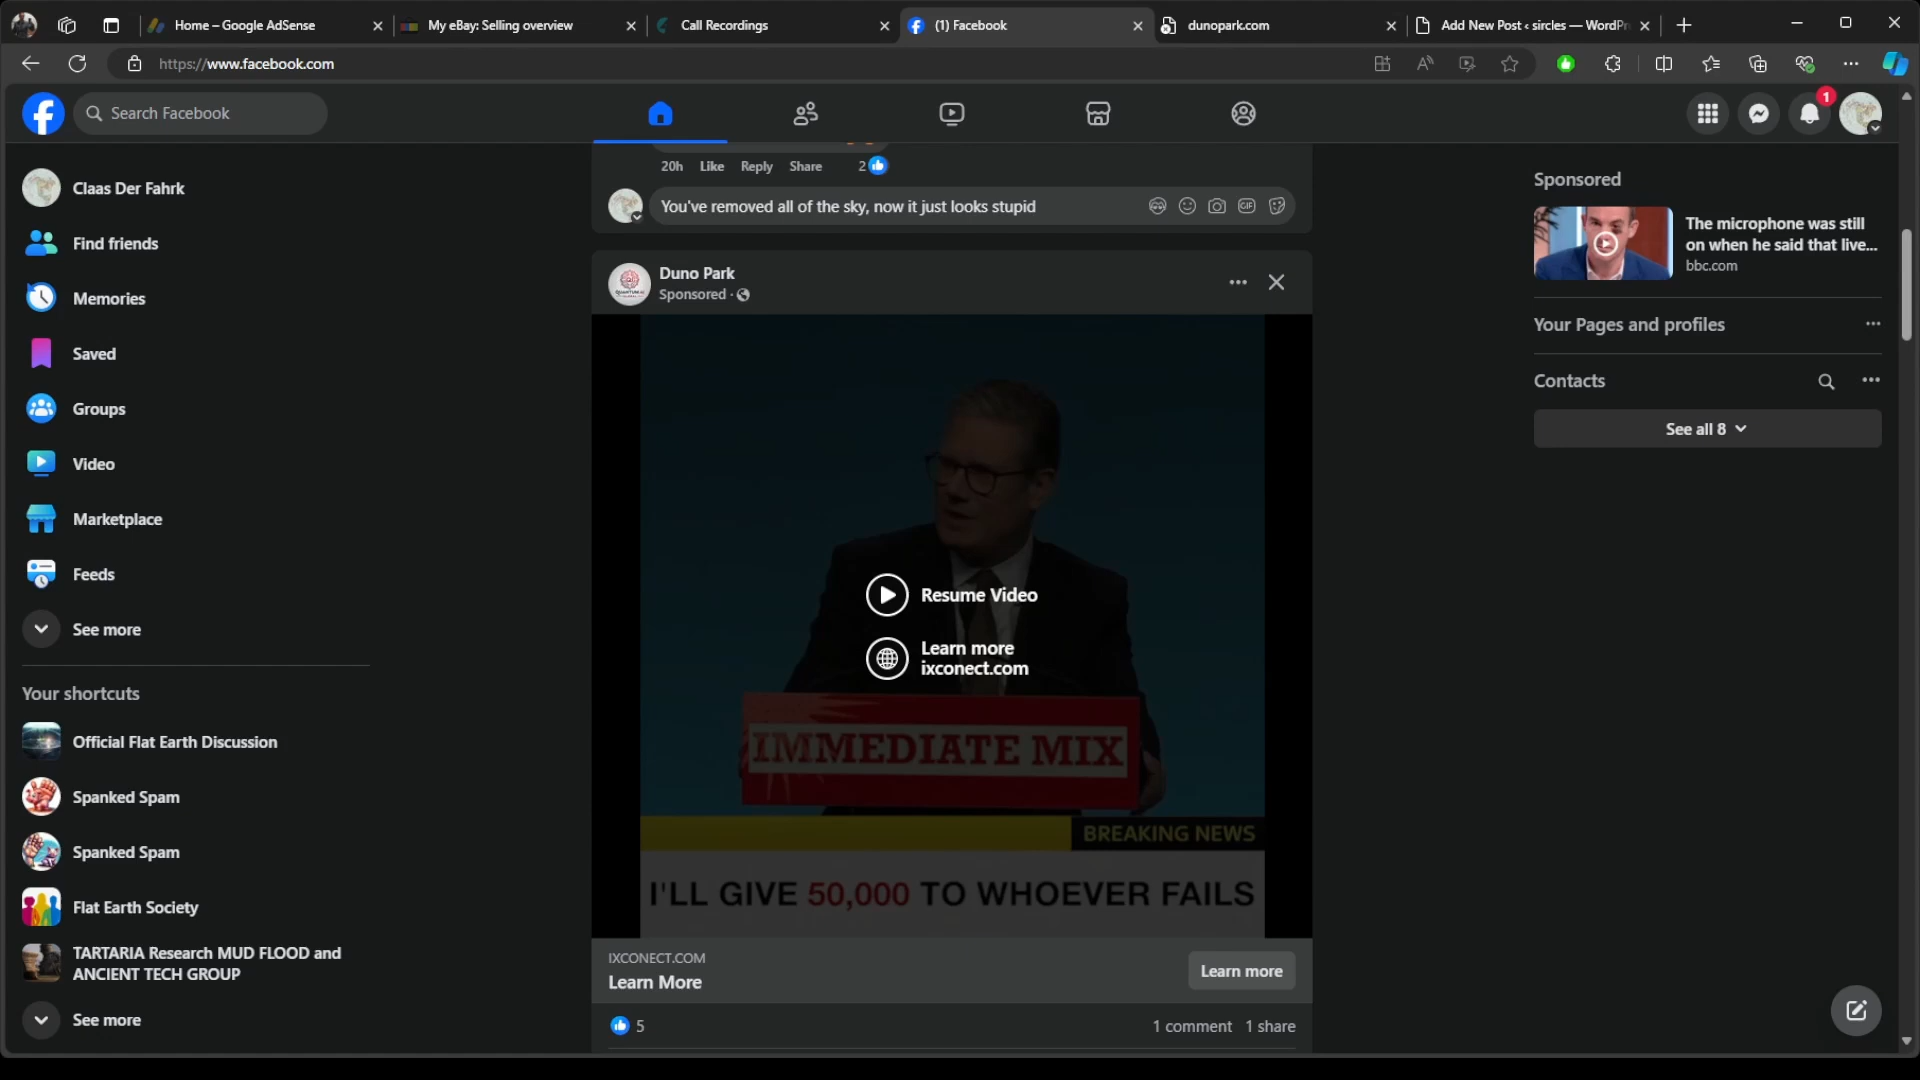 Home – Google AdSense
My eBay: Selling overview
Call Recordings
(1) Facebook
dunopark.com
Add New Post ‹ sircles — WordPr
https://www.facebook.com
Search Facebook
1
Claas Der Fahrk
Find friends
Memories
Saved
Groups
Video
Marketplace
Feeds
See more
Your shortcuts
Official Flat Earth Discussion
Spanked Spam
Spanked Spam
Flat Earth Society
TARTARIA Research MUD FLOOD and
ANCIENT TECH GROUP
See more
20h Like Reply Share 2
You've removed all of the sky, now it just looks stupid
GIF
Duno Park
Sponsored ·
Resume Video
Learn more
ixconect.com
IMMEDIATE MIX
BREAKING NEWS
I'LL GIVE 50,000 TO WHOEVER FAILS
IXCONECT.COM
Learn More
Learn more
5
1 comment 1 share
Sponsored
The microphone was still
on when he said that live...
bbc.com
Your Pages and profiles
Contacts
See all 8